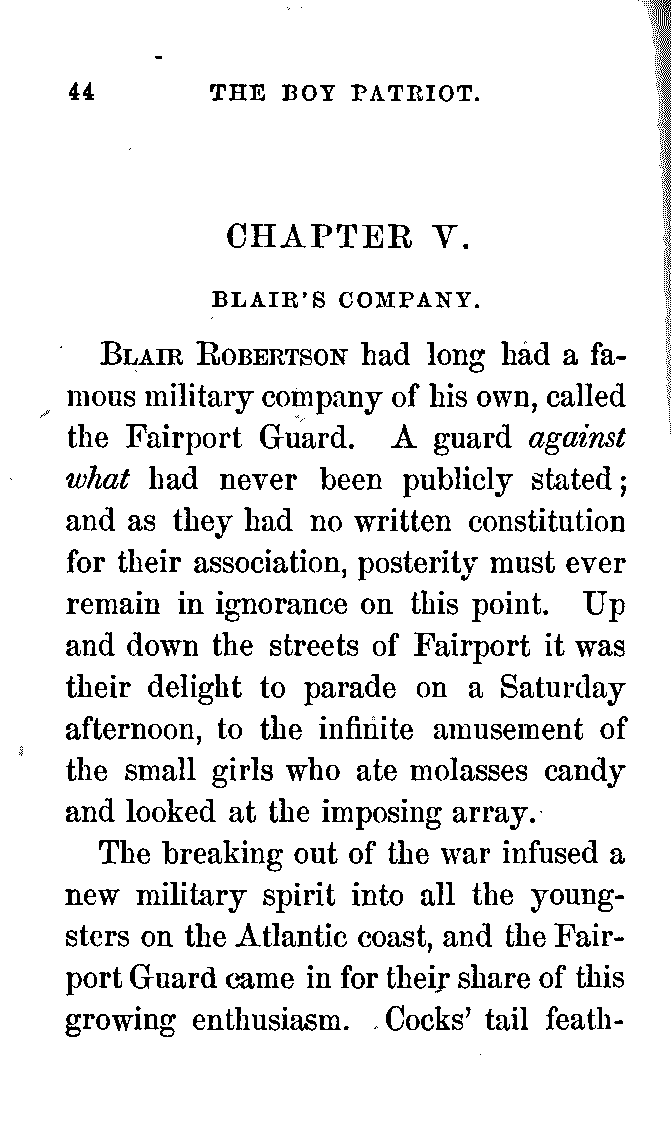 44 THE BOY PATRIOT.
CHAPTER V.
BLAIR'S COMPANY.
BLAIR ROBERTSON had long had a fa-
mous military company of his own, called
the Fairport Guard. A guard against
what had never been publicly stated;
and as they had no written constitution
for their association, posterity must ever
remain in ignorance on this point. Up
and down the streets of Fairport it was
their delight to parade on a Saturday
afternoon, to the infinite amusement of
the small girls who ate molasses candy
and looked at the imposing array.
The breaking out of the war infused a
new military spirit into all the young-
sters on the Atlantic coast, and the Fair-
port Guard came in for their share of this
growing enthusiasm. Cocks' tail feath-